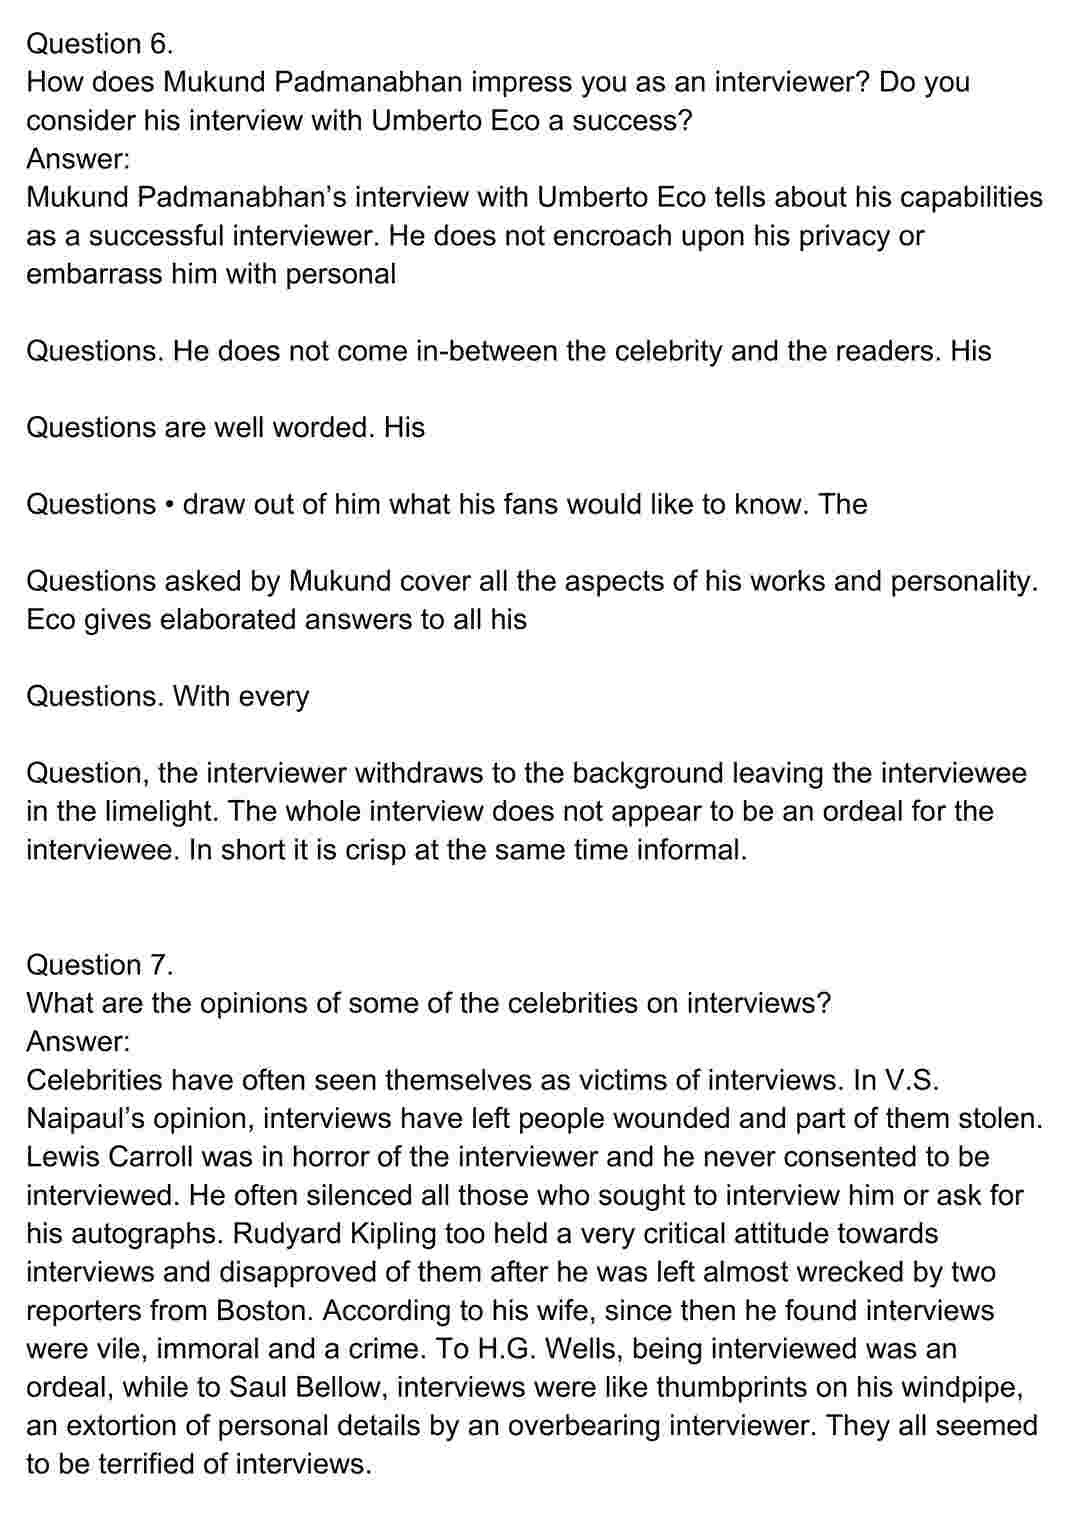 Question 6.
How does Mukund Padmanabhan impress you as an interviewer? Do you
consider his interview with Umberto Eco a success?
Answer:
Mukund Padmanabhan’s interview with Umberto Eco tells about his capabilities
as a successful interviewer. He does not encroach upon his privacy or
embarrass him with personal
Questions. He does not come in-between the celebrity and the readers. His
Questions are well worded. His
Questions • draw out of him what his fans would like to know. The
Questions asked by Mukund cover all the aspects of his works and personality.
Eco gives elaborated answers to all his
Questions. With every
Question, the interviewer withdraws to the background leaving the interviewee
in the limelight. The whole interview does not appear to be an ordeal for the
interviewee. In short it is crisp at the same time informal.
Question 7.
What are the opinions of some of the celebrities on interviews?
Answer:
Celebrities have often seen themselves as victims of interviews. In V.S.
Naipaul’s opinion, interviews have left people wounded and part of them stolen.
Lewis Carroll was in horror of the interviewer and he never consented to be
interviewed. He often silenced all those who sought to interview him or ask for
his autographs. Rudyard Kipling too held a very critical attitude towards
interviews and disapproved of them after he was left almost wrecked by two
reporters from Boston. According to his wife, since then he found interviews
were vile, immoral and a crime. To H.G. Wells, being interviewed was an
ordeal, while to Saul Bellow, interviews were like thumbprints on his windpipe,
an extortion of personal details by an overbearing interviewer. They all seemed
to be terrified of interviews.